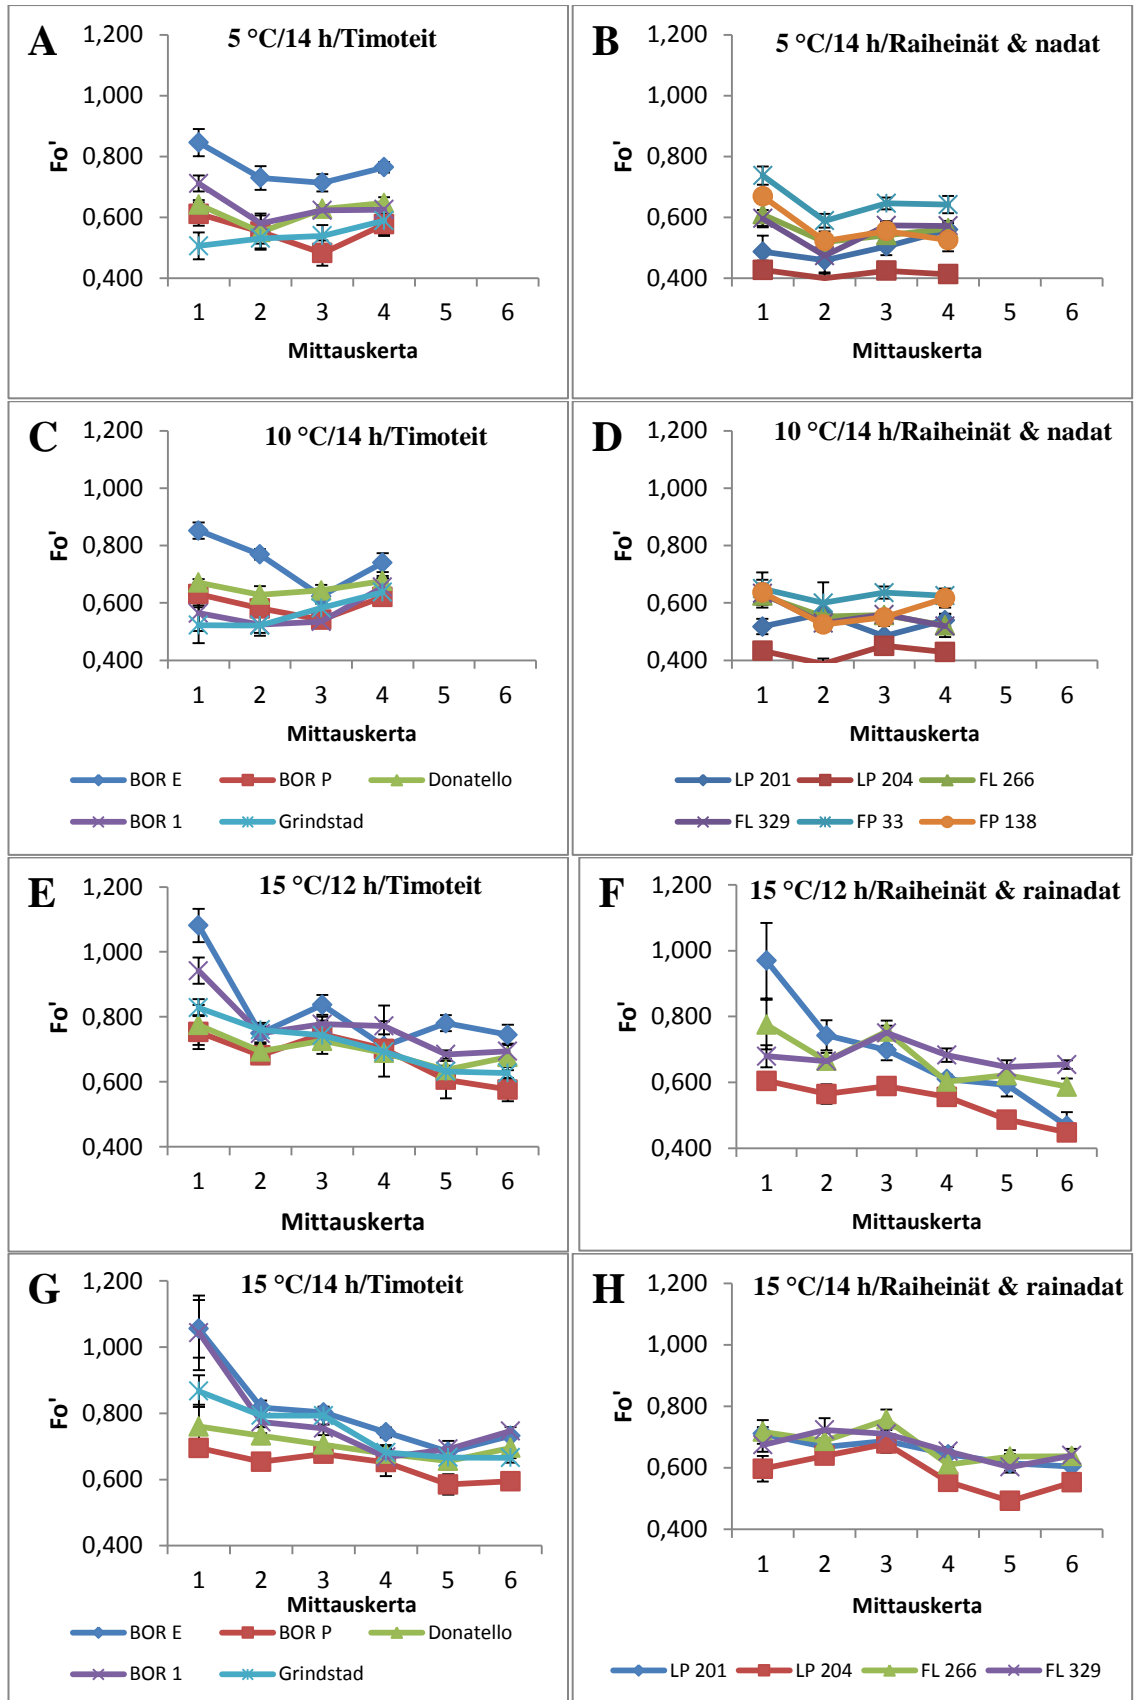 A
5 °C/14 h/Timoteit
1,200
1,000
0,800
0,600
0,400
Fo'
1 2 3 4 5 6
Mittauskerta
B
5 °C/14 h/Raiheinät & nadat
1,200
1,000
0,800
0,600
0,400
Fo'
1 2 3 4 5 6
Mittauskerta
C
10 °C/14 h/Timoteit
1,200
1,000
0,800
0,600
0,400
Fo'
1 2 3 4 5 6
Mittauskerta
BOR E BOR P Donatello
BOR 1 Grindstad
D
10 °C/14 h/Raiheinät & nadat
1,200
1,000
0,800
0,600
0,400
Fo'
1 2 3 4 5 6
Mittauskerta
LP 201 LP 204 FL 266
FL 329 FP 33 FP 138
E
15 °C/12 h/Timoteit
1,200
1,000
0,800
0,600
0,400
Fo'
1 2 3 4 5 6
Mittauskerta
F
15 °C/12 h/Raiheinät & rainadat
1,200
1,000
0,800
0,600
0,400
Fo'
1 2 3 4 5 6
Mittauskerta
G
15 °C/14 h/Timoteit
1,200
1,000
0,800
0,600
0,400
Fo'
1 2 3 4 5 6
Mittauskerta
BOR E BOR P Donatello
BOR 1 Grindstad
H
15 °C/14 h/Raiheinät & rainadat
1,200
1,000
0,800
0,600
0,400
Fo'
1 2 3 4 5 6
Mittauskerta
LP 201 LP 204 FL 266 FL 329